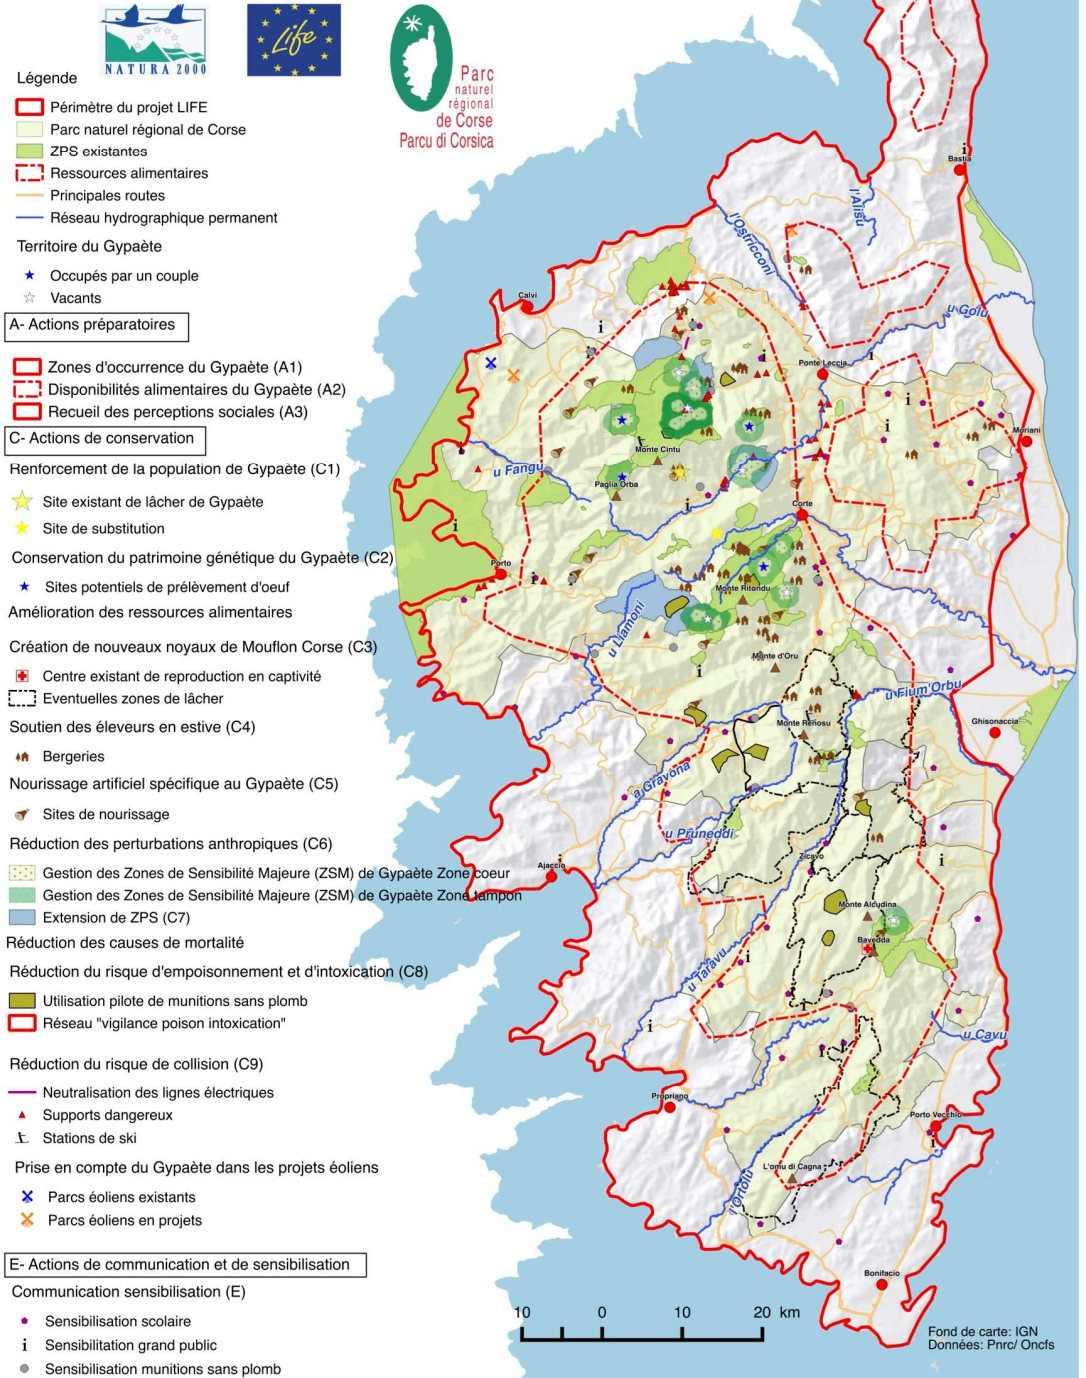 NATURA 2000
Life
Parc
naturel
régional
de Corse
Parcu di Corsica
Légende
Périmètre du projet LIFE
Parc naturel régional de Corse
ZPS existantes
Ressources alimentaires
Principales routes
Réseau hydrographique permanent
Territoire du Gypaète
Occupés par un couple
Vacants
A- Actions préparatoires
Zones d'occurrence du Gypaète (A1)
Disponibilités alimentaires du Gypaète (A2)
Recueil des perceptions sociales (A3)
C- Actions de conservation
Renforcement de la population de Gypaète (C1)
Site existant de lâcher de Gypaète
Site de substitution
Conservation du patrimoine génétique du Gypaète (C2)
Sites potentiels de prélèvement d'oeuf
Amélioration des ressources alimentaires
Création de nouveaux noyaux de Mouflon Corse (C3)
Centre existant de reproduction en captivité
Eventuelles zones de lâcher
Soutien des éleveurs en estive (C4)
Bergeries
Nourissage artificiel spécifique au Gypaète (C5)
Sites de nourissage
Réduction des perturbations anthropiques (C6)
Gestion des Zones de Sensibilité Majeure (ZSM) de Gypaète Zone coeur
Gestion des Zones de Sensibilité Majeure (ZSM) de Gypaète Zone tampon
Extension de ZPS (C7)
Réduction des causes de mortalité
Réduction du risque d'empoisonnement et d'intoxication (C8)
Utilisation pilote de munitions sans plomb
Réseau "vigilance poison intoxication"
Réduction du risque de collision (C9)
Neutralisation des lignes électriques
Supports dangereux
Stations de ski
Prise en compte du Gypaète dans les projets éoliens
Parcs éoliens existants
Parcs éoliens en projets
E- Actions de communication et de sensibilisation
Communication sensibilisation (E)
Sensibilisation scolaire
i Sensibilitation grand public
Sensibilisation munitions sans plomb
Bastia
l'Alisu
l'Ostricconi
Calvi
u Golu
Ponte Leccia
Moriani
Monte Cintu
u Fangu
Paglia Orba
Corte
Porto
Monte Ritondu
u Liamoni
Monte d'Oru
u Fium'Orbu
Ghisonaccia
Monte Renosu
a Gravona
u Pruneddi
Zicavo
Ajaccio
Monte Alcudina
Bavedda
u Taravu
u Cavu
Propriano
Porto Vecchio
L'omu di Cagna
l'Ortolu
Bonifacio
10 0 10 20 km
Fond de carte: IGN
Données: Pnrc/ Oncfs